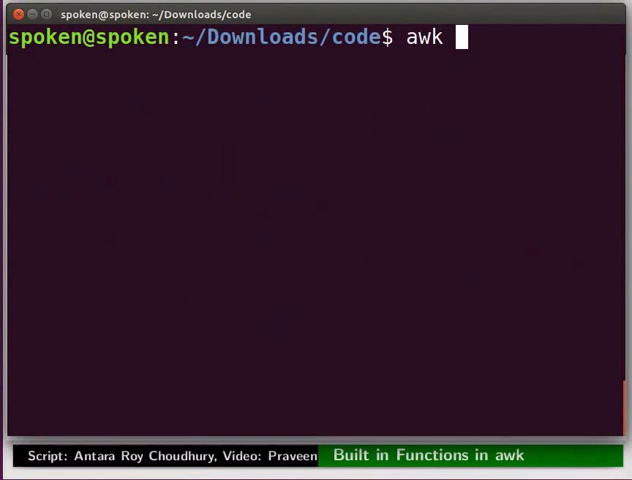 spoken@spoken: ~/Downloads/code
spoken@spoken:~/Downloads/code$ awk
Script: Antara Roy Choudhury, Video: Praveen
Built in Functions in awk